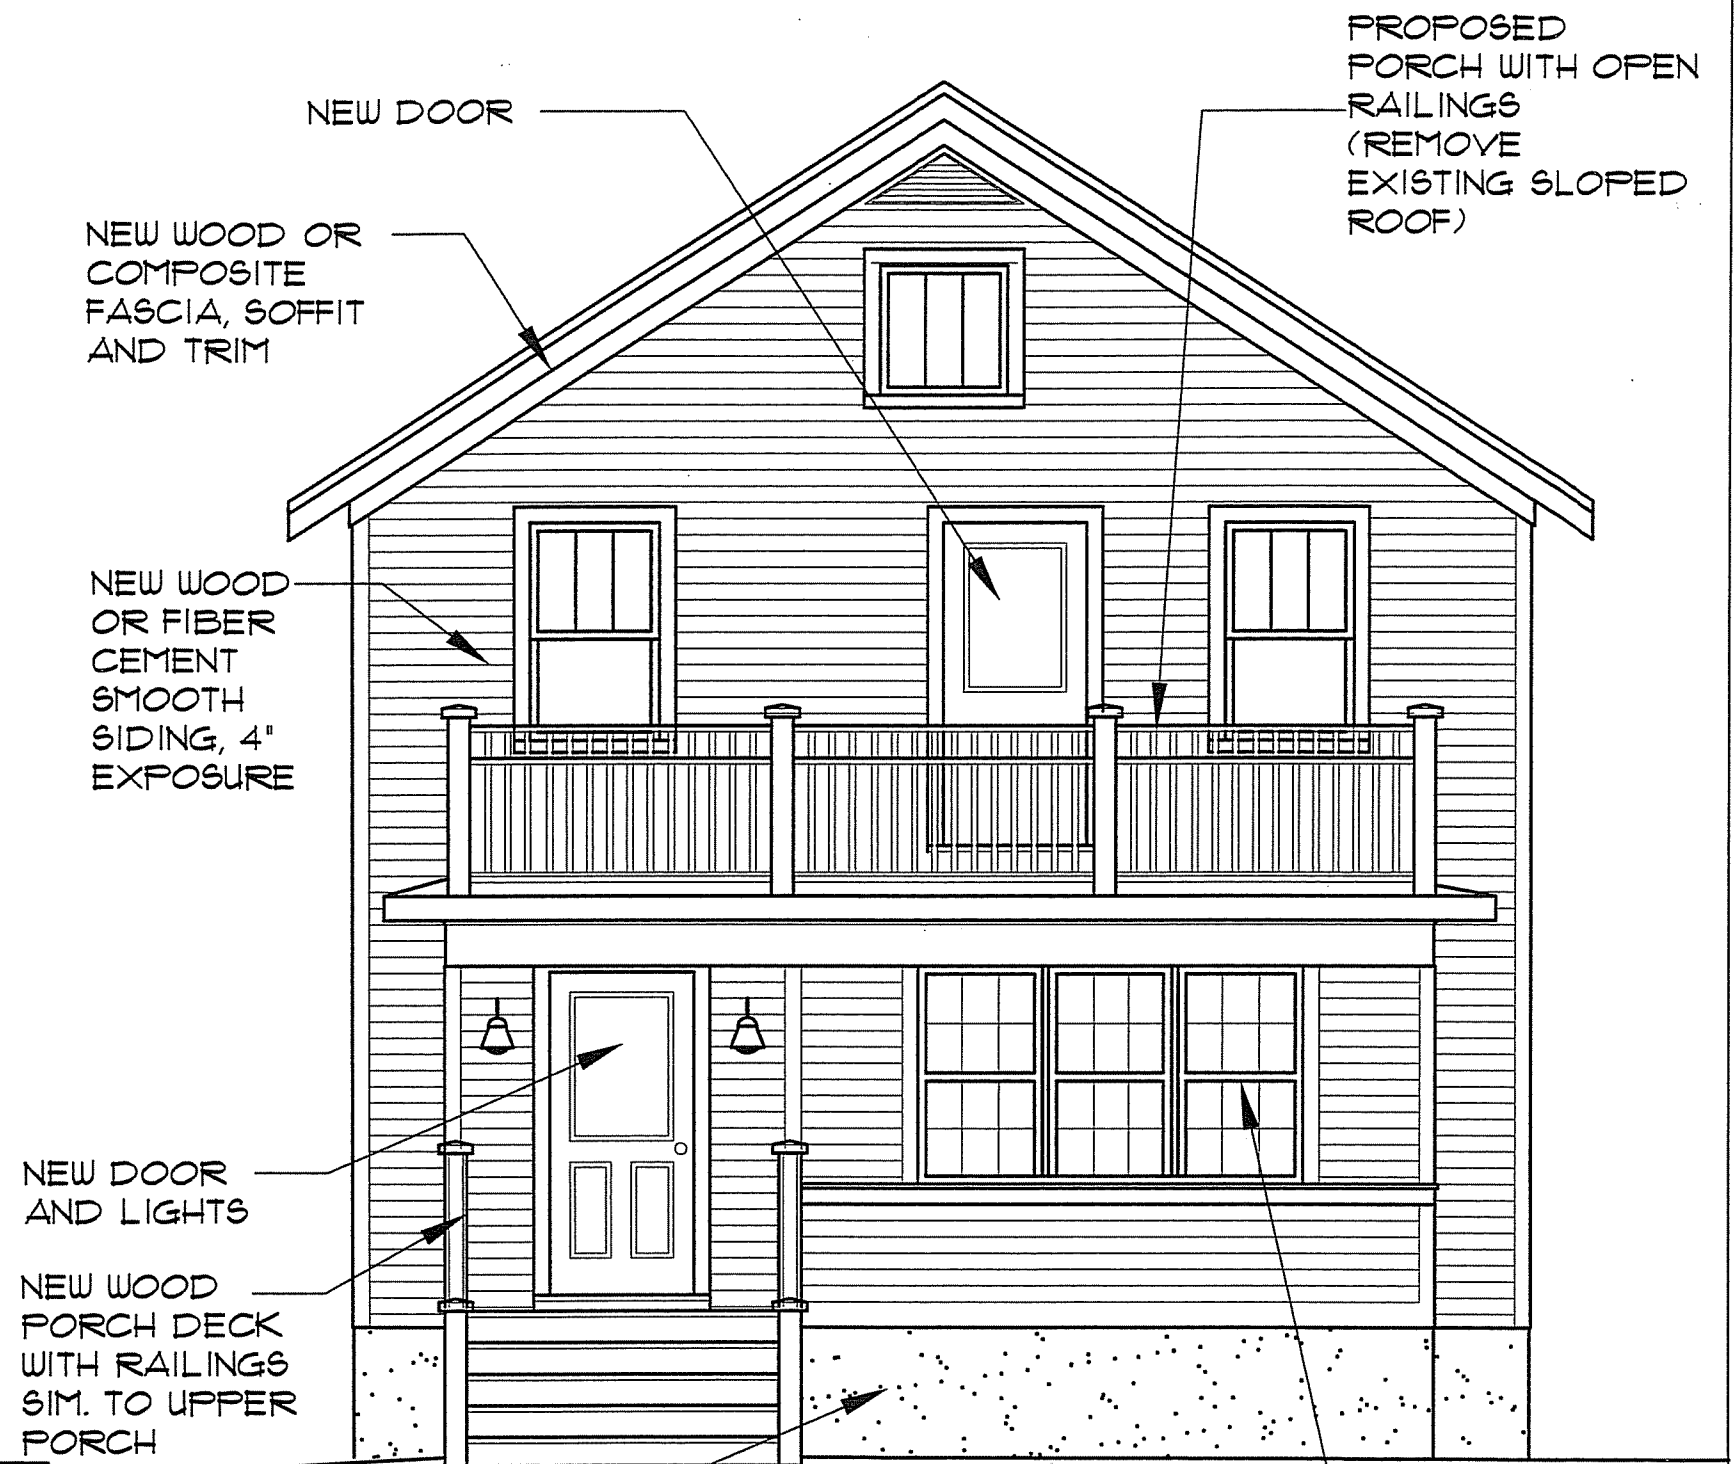 PROPOSED
PORCH WITH OPEN
RAILINGS
(REMOVE
EXISTING SLOPED
ROOF)
NEW DOOR
NEW WOOD OR
COMPOSITE
FASCIA, SOFFIT
AND TRIM
NEW WOOD
OR FIBER
CEMENT
SMOOTH
SIDING, 4"
EXPOSURE
NEW DOOR
AND LIGHTS
NEW WOOD
PORCH DECK
WITH RAILINGS
SIM. TO UPPER
PORCH